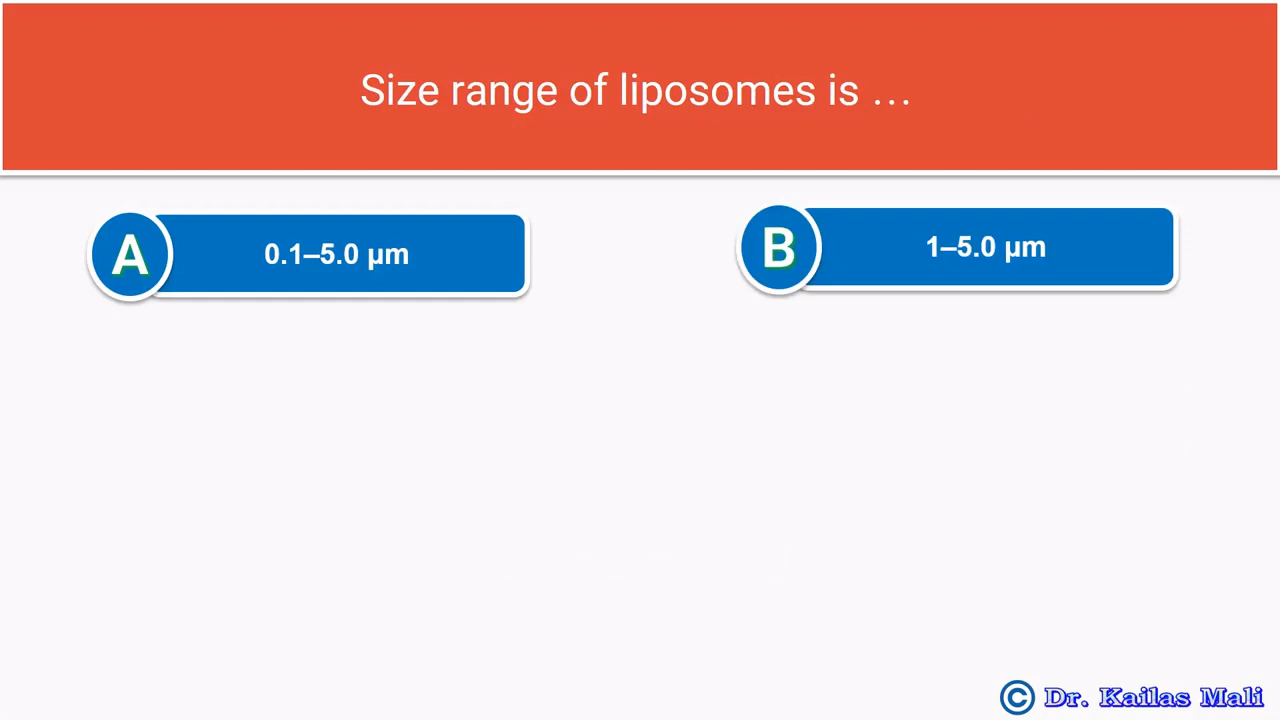 Size range of liposomes is …
A
0.1–5.0 µm
B
1–5.0 µm
© Dr. Kailas Mali